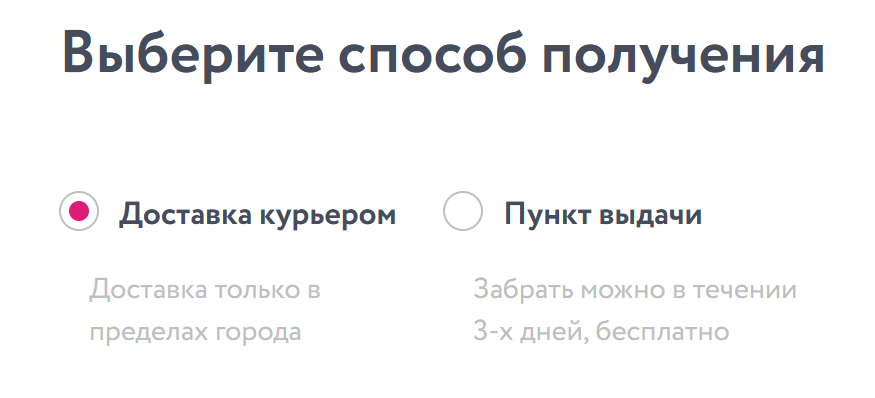 Выберите способ получения
Доставка курьером
Доставка только в
пределах города
Пункт выдачи
Забрать можно в течении
3-х дней, бесплатно